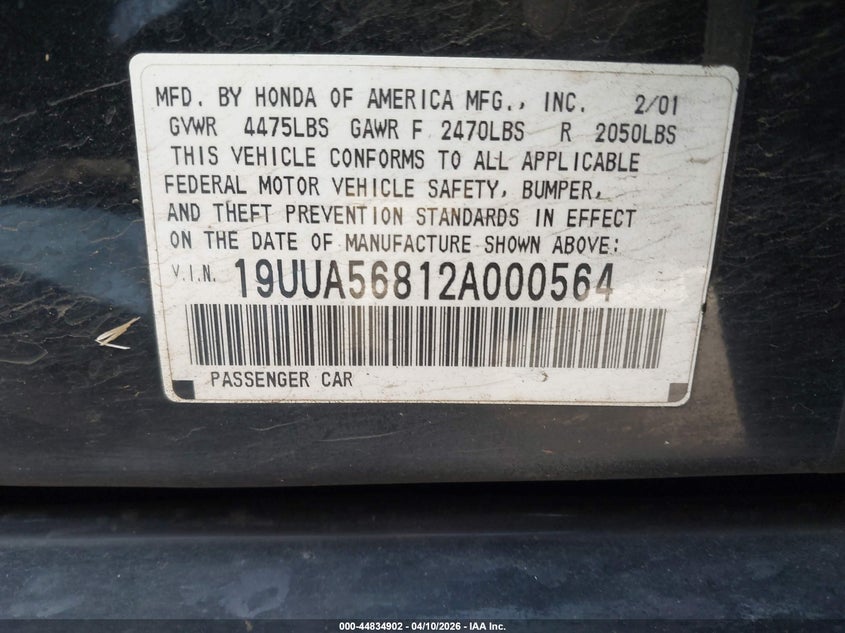 MFD. BY HONDA OF AMERICA MFG., INC. 2/01
GVWR 4475LBS GAWR F 2470LBS R 2050LBS
THIS VEHICLE CONFORMS TO ALL APPLICABLE
FEDERAL MOTOR VEHICLE SAFETY, BUMPER,
AND THEFT PREVENTION STANDARDS IN EFFECT
ON THE DATE OF MANUFACTURE SHOWN ABOVE:
V.I.N. 19UUA56812A000564
PASSENGER CAR
000-44834902 - 04/10/2026 - IAA Inc.